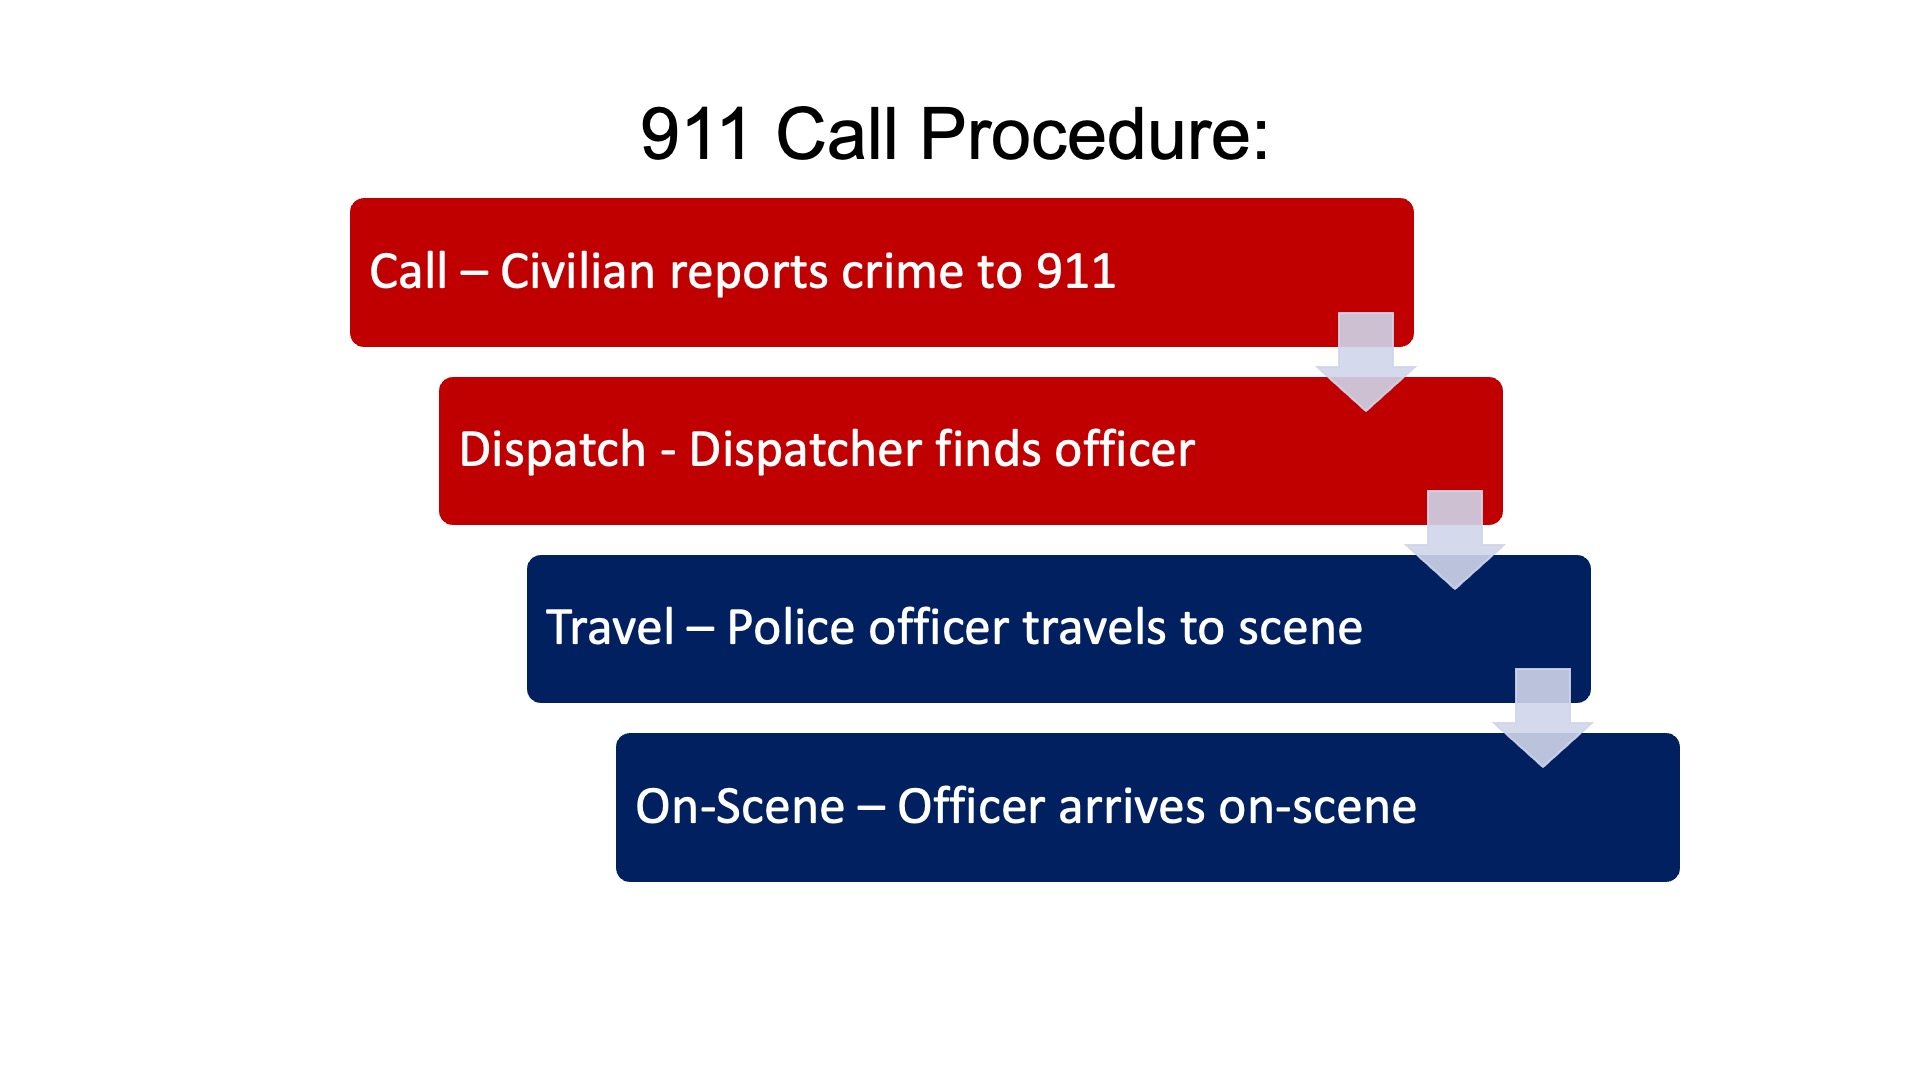 911 Call Procedure:
Call – Civilian reports crime to 911
Dispatch - Dispatcher finds officer
Travel – Police officer travels to scene
On-Scene – Officer arrives on-scene